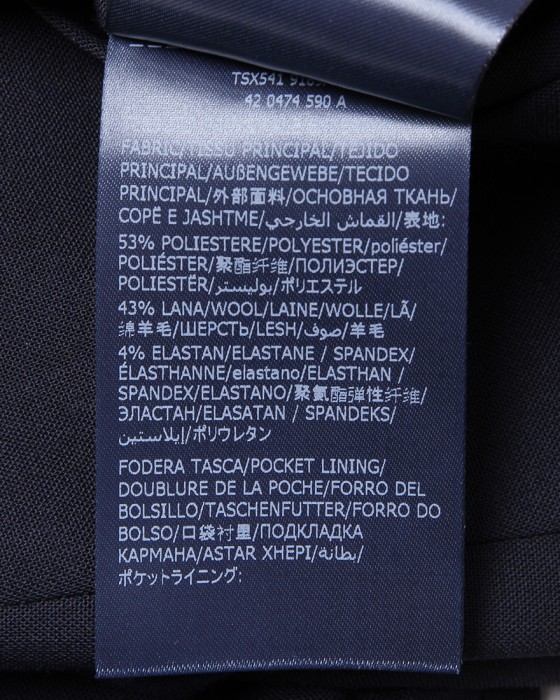 TSX541
42 0474 590 A
FABRIC/TISSU PRINCIPAL/TEJIDO
PRINCIPAL/AUßENGEWEBE/TECIDO
PRINCIPAL/外部面料/ОСНОВНАЯ ТКАНЬ/
COPË E JASHTME/القماش الخارجي/表地:
53% POLIESTERE/POLYESTER/poliéster/
POLIÉSTER/聚酯纤维/ПОЛИЭСТЕР/
POLIESTËR/بوليستر/ポリエステル
43% LANA/WOOL/LAINE/WOLLE/LÃ/
绵羊毛/ШЕРСТЬ/LESH/صوف/羊毛
4% ELASTAN/ELASTANE / SPANDEX/
ÉLASTHANNE/elastano/ELASTHAN /
SPANDEX/ELASTANO/聚氨酯弹性纤维/
ЭЛАСТАН/ELASATAN / SPANDEKS/
إيلاستين/ポリウレタン
FODERA TASCA/POCKET LINING/
DOUBLURE DE LA POCHE/FORRO DEL
BOLSILLO/TASCHENFUTTER/FORRO DO
BOLSO/口袋衬里/ПОДКЛАДКА
КАРМАНА/ASTAR XHEPI/بطانة/
ポケットライニング: